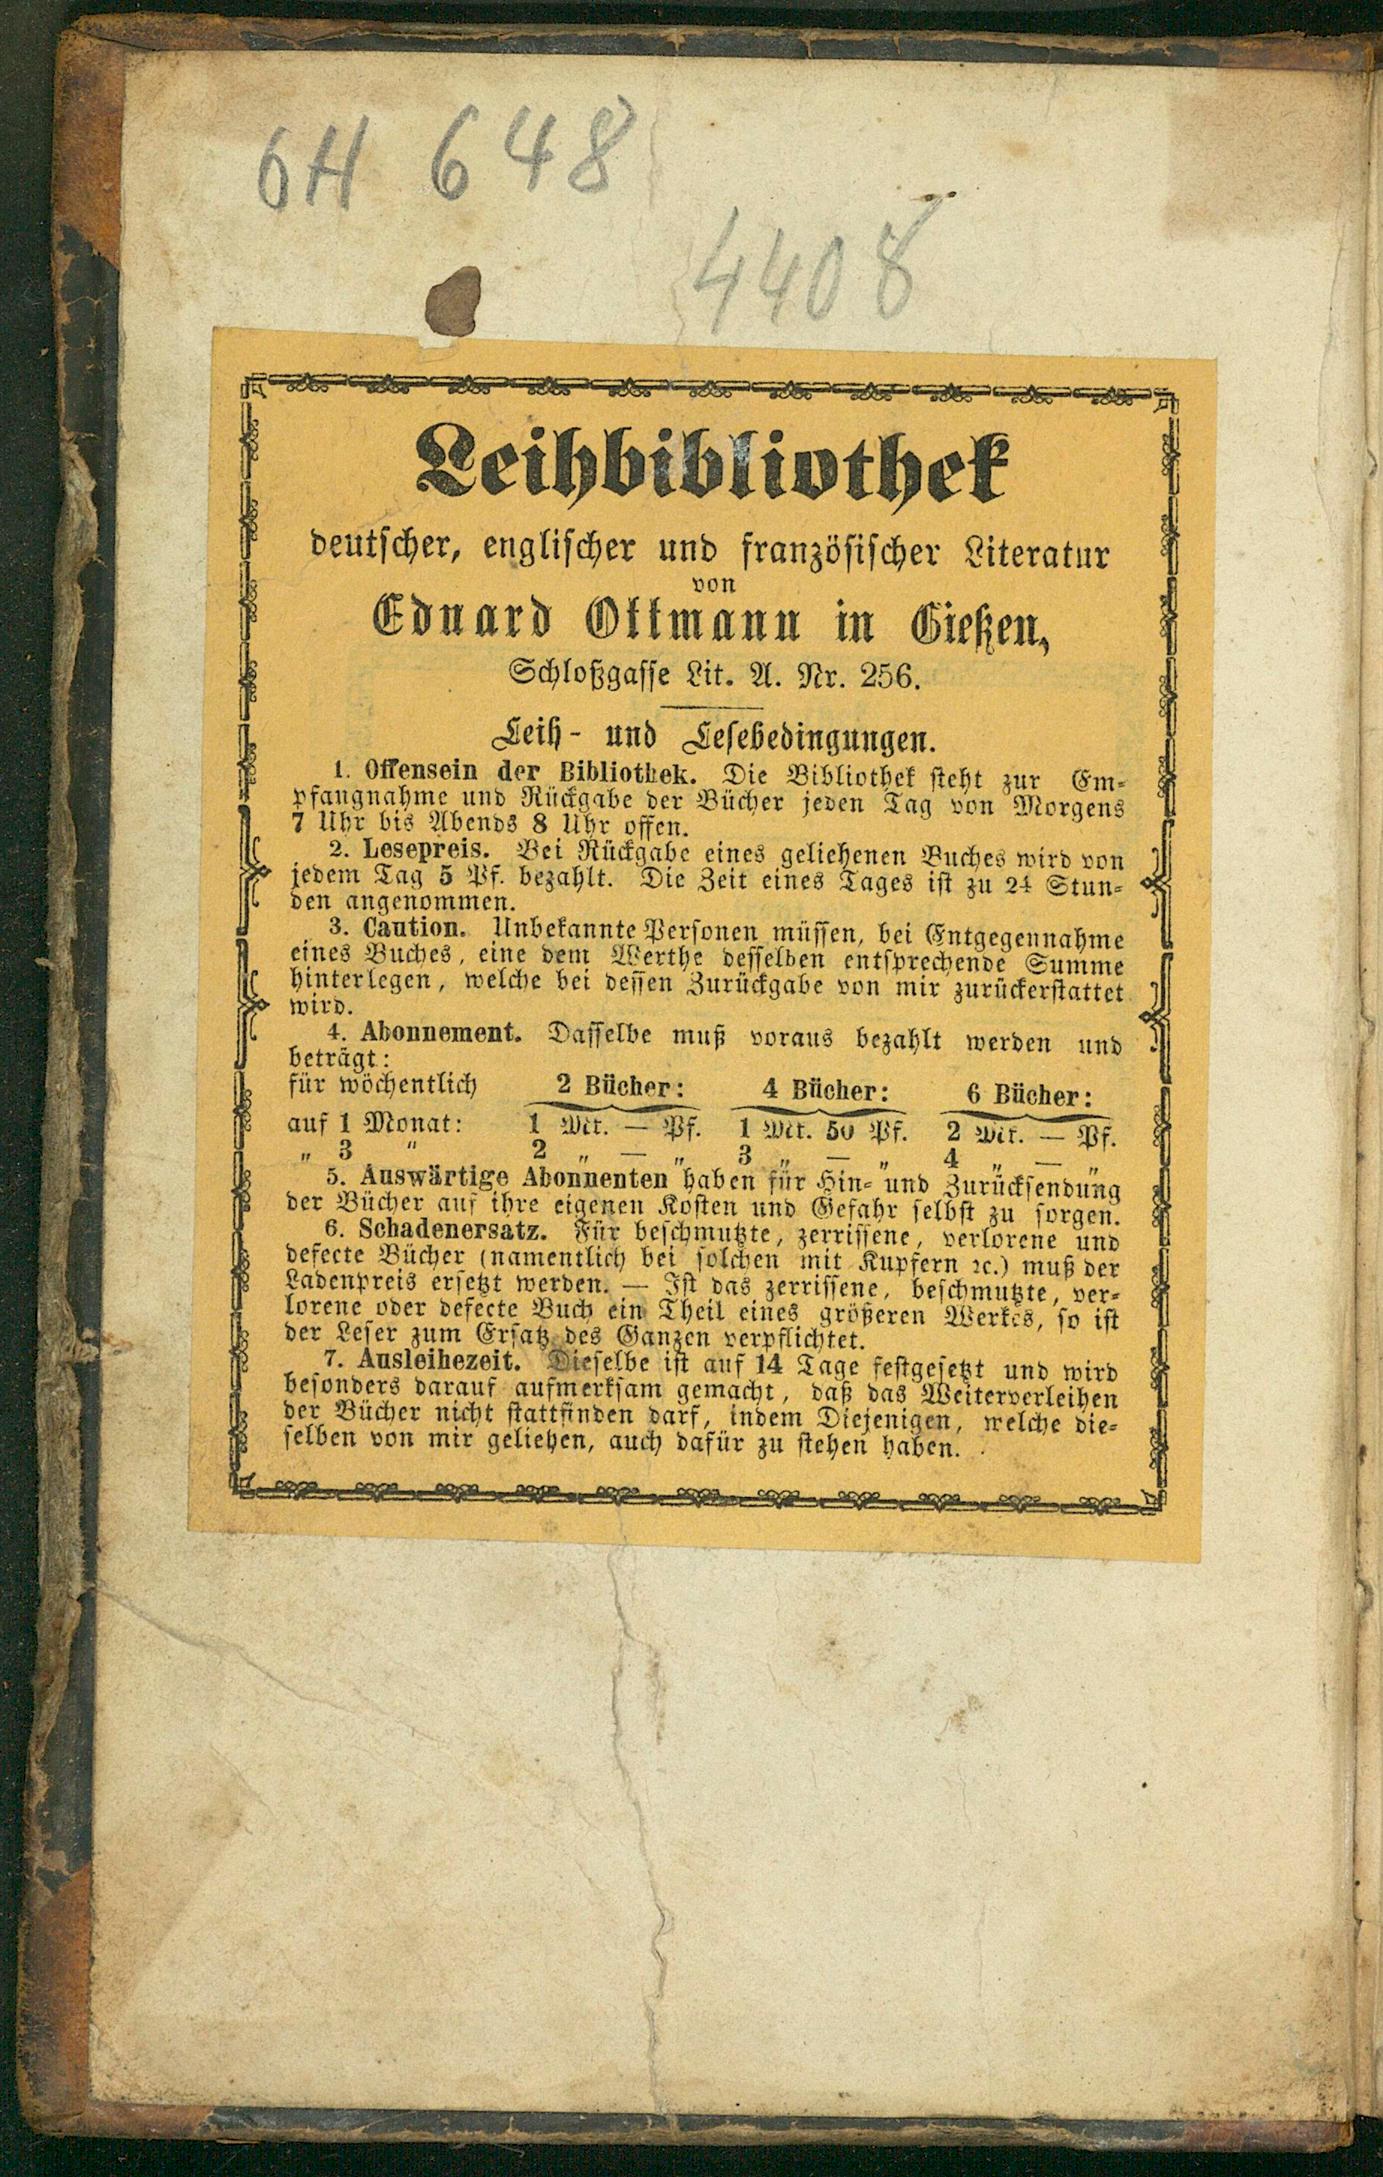 6H 648
4408
Leihbibliothek
deutscher, englischer und französischer Literatur
von
Eduard Ottmann in Gießen,
Schloßgasse Lit. A. Nr. 256.
Leih- und Lesebedingungen.
1. Offensein der Bibliothek. Die Bibliothek steht zur Em-
pfangnahme und Rückgabe der Bücher jeden Tag von Morgens
7 Uhr bis Abends 8 Uhr offen.
2. Lesepreis. Bei Rückgabe eines geliehenen Buches wird von
jedem Tag 5 Pf. bezahlt. Die Zeit eines Tages ist zu 24 Stun-
den angenommen.
3. Caution. Unbekannte Personen müssen, bei Entgegennahme
eines Buches, eine dem Werthe desselben entsprechende Summe
hinterlegen, welche bei dessen Zurückgabe von mir zurückerstattet
wird.
4. Abonnement. Dasselbe muß voraus bezahlt werden und
beträgt:
für wöchentlich 2 Bücher: 4 Bücher: 6 Bücher:
auf 1 Monat: 1 Mk. — Pf. 1 Mk. 50 Pf. 2 Mk. — Pf.
„ 3 " 2 „ — „ 3 „ — „ 4 „ — „
5. Auswärtige Abonnenten haben für Hin- und Zurücksendung
der Bücher auf ihre eigenen Kosten und Gefahr selbst zu sorgen.
6. Schadenersatz. Für beschmutzte, zerrissene, verlorene und
defecte Bücher (namentlich bei solchen mit Kupfern ꝛc.) muß der
Ladenpreis ersetzt werden. — Ist das zerrissene, beschmutzte, ver-
lorene oder defecte Buch ein Theil eines größeren Werkes, so ist
der Leser zum Ersatz des Ganzen verpflichtet.
7. Ausleihezeit. Dieselbe ist auf 14 Tage festgesetzt und wird
besonders darauf aufmerksam gemacht, daß das Weiterverleihen
der Bücher nicht stattfinden darf, indem Diejenigen, welche die-
selben von mir geliehen, auch dafür zu stehen haben.